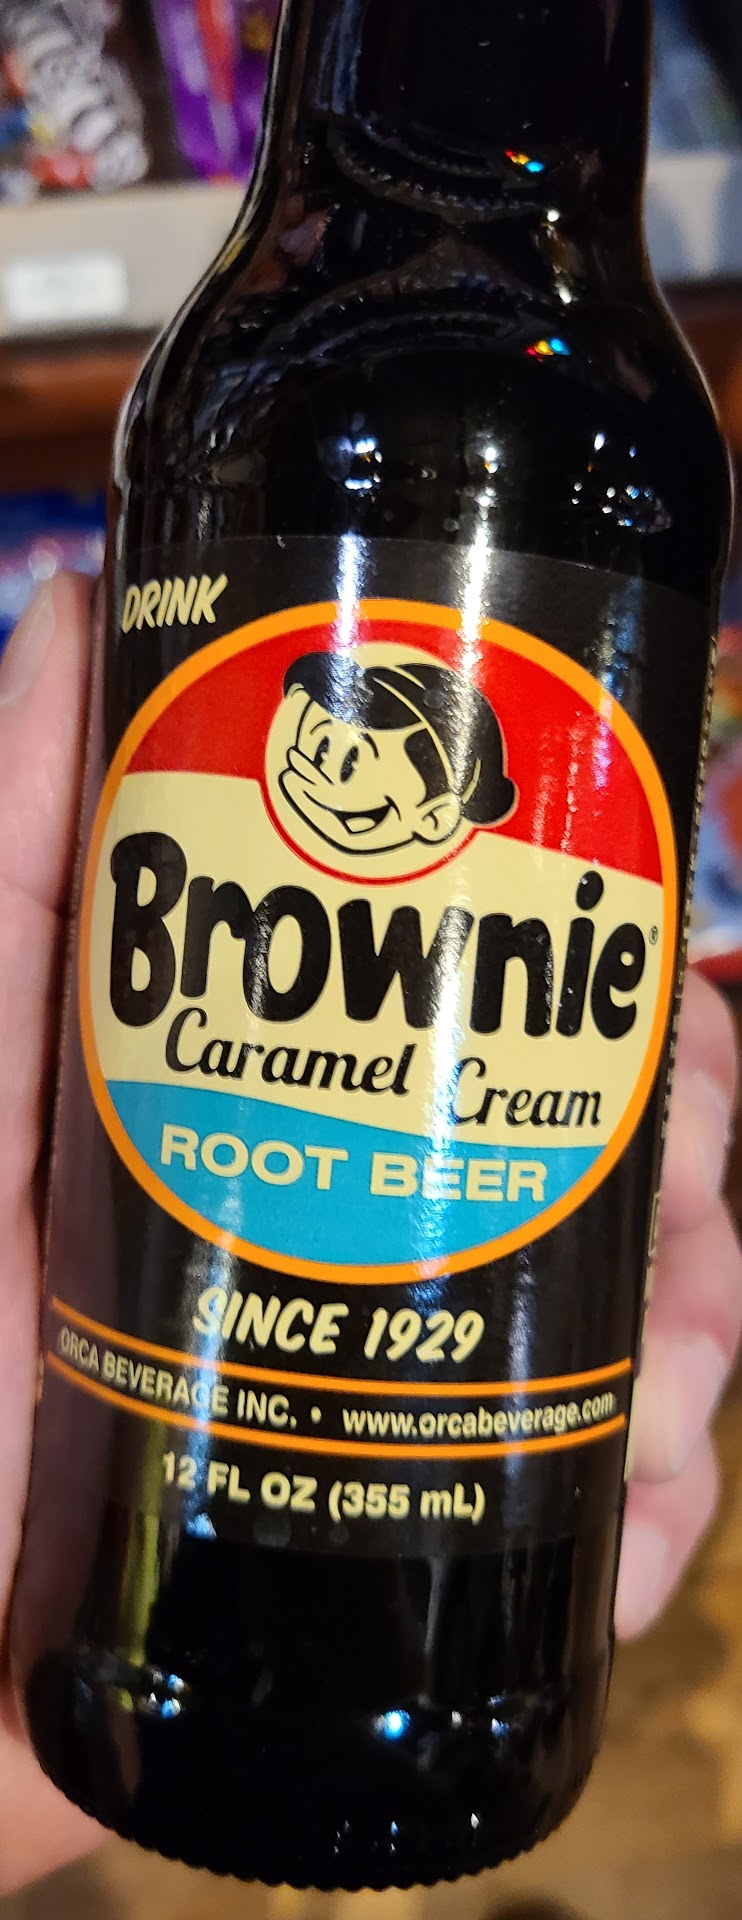 DRINK
Brownie®
Caramel Cream
ROOT BEER
SINCE 1929
ORCA BEVERAGE INC. • www.orcabeverage.com
12 FL OZ (355 mL)